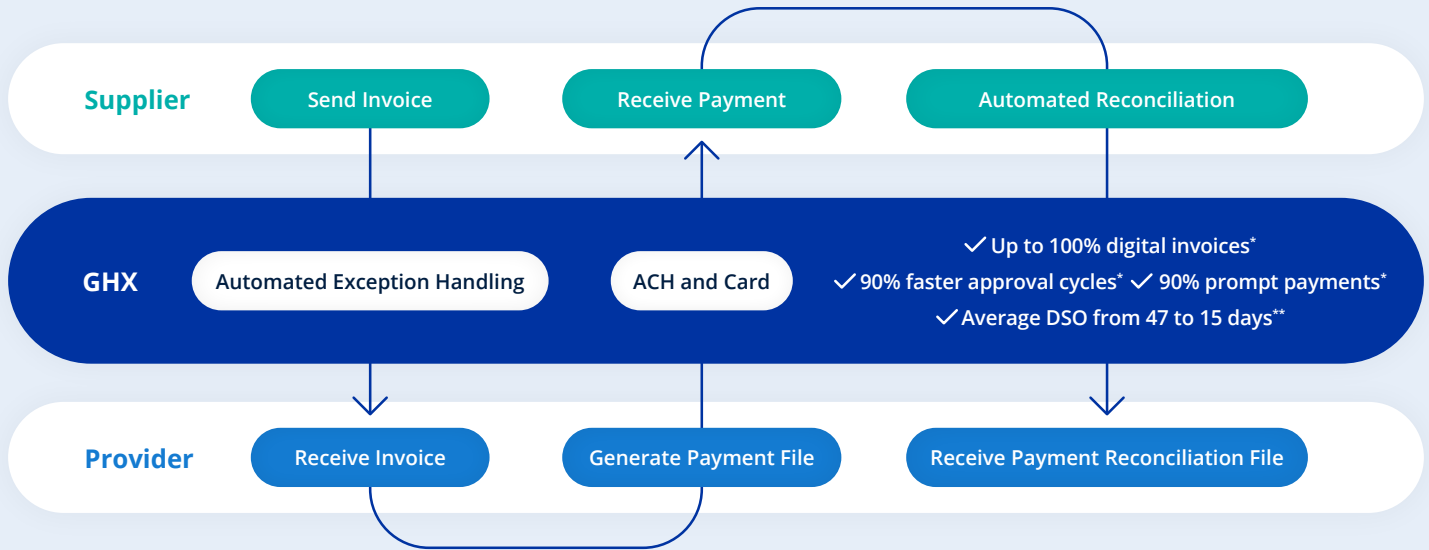 Supplier
Send Invoice
Receive Payment
Automated Reconciliation
GHX
Automated Exception Handling
ACH and Card
✓ Up to 100% digital invoices*
✓ 90% faster approval cycles* ✓ 90% prompt payments*
✓ Average DSO from 47 to 15 days**
Provider
Receive Invoice
Generate Payment File
Receive Payment Reconciliation File